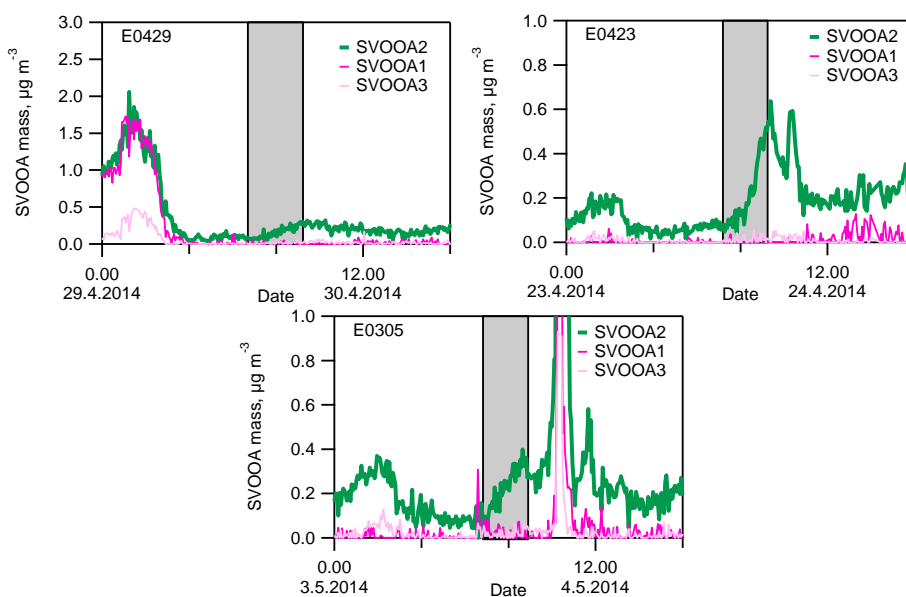 E0429
SVOOA2
SVOOA1
SVOOA3
SVOOA mass, µg m⁻³
3.0
2.5
2.0
1.5
1.0
0.5
0.0
0.00
12.00
29.4.2014
Date
30.4.2014
E0423
SVOOA2
SVOOA1
SVOOA3
SVOOA mass, µg m⁻³
1.0
0.8
0.6
0.4
0.2
0.0
0.00
12.00
23.4.2014
Date
24.4.2014
E0305
SVOOA2
SVOOA1
SVOOA3
SVOOA mass, µg m⁻³
1.0
0.8
0.6
0.4
0.2
0.0
0.00
12.00
3.5.2014
Date
4.5.2014